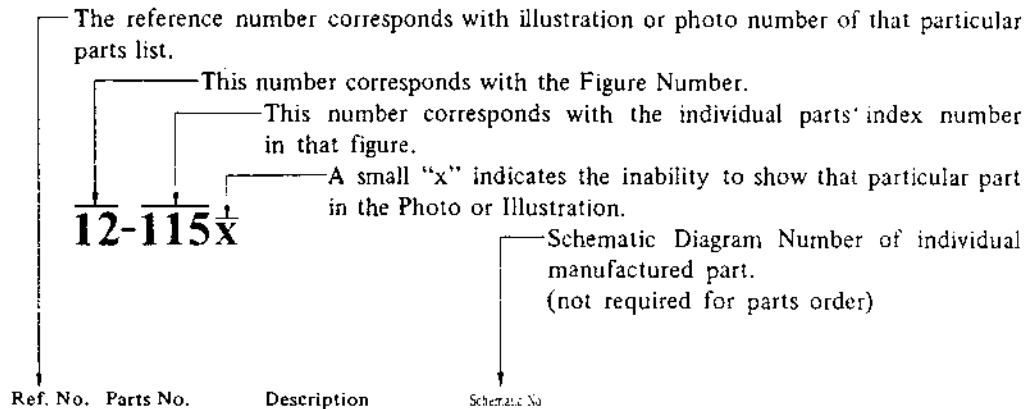 The reference number corresponds with illustration or photo number of that particular
parts list.
This number corresponds with the Figure Number.
This number corresponds with the individual parts' index number
in that figure.
A small "x" indicates the inability to show that particular part
in the Photo or Illustration.
12-115x
Schematic Diagram Number of individual
manufactured part.
(not required for parts order)
Ref. No. Parts No. Description Schematic No